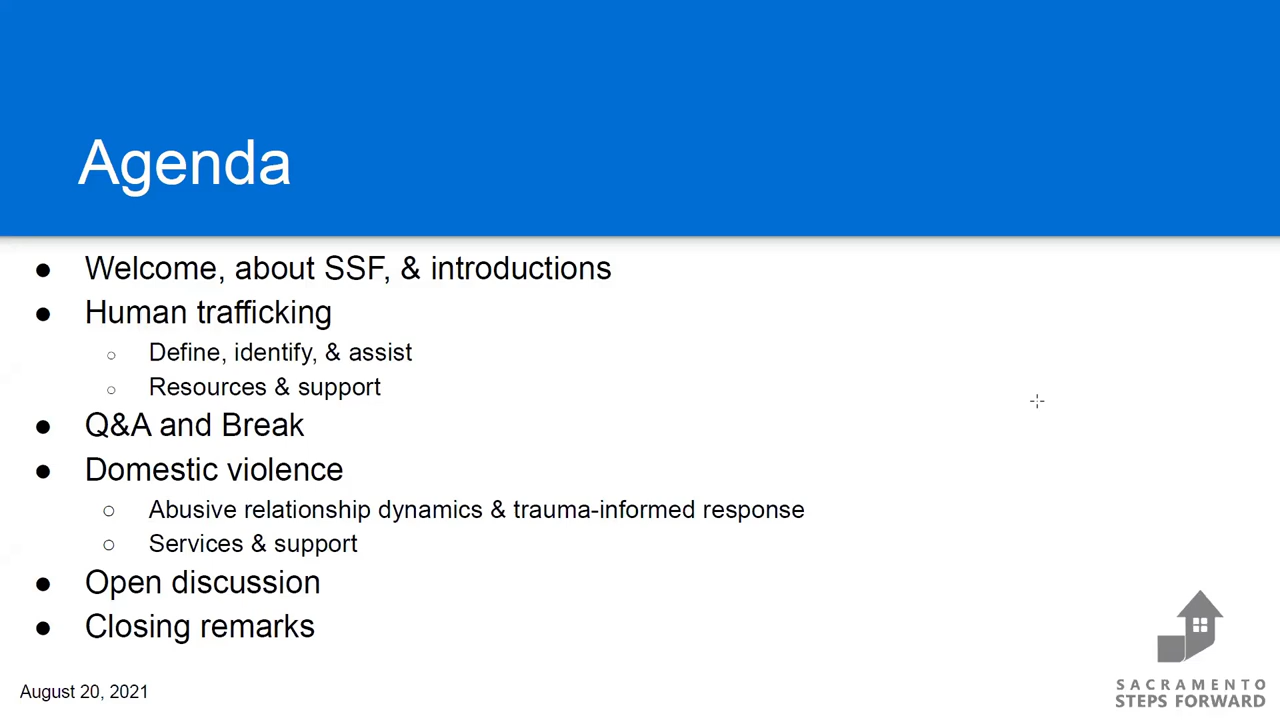 Agenda
● Welcome, about SSF, & introductions
● Human trafficking
○ Define, identify, & assist
○ Resources & support
● Q&A and Break
● Domestic violence
○ Abusive relationship dynamics & trauma-informed response
○ Services & support
● Open discussion
● Closing remarks
August 20, 2021
SACRAMENTO
STEPS FORWARD